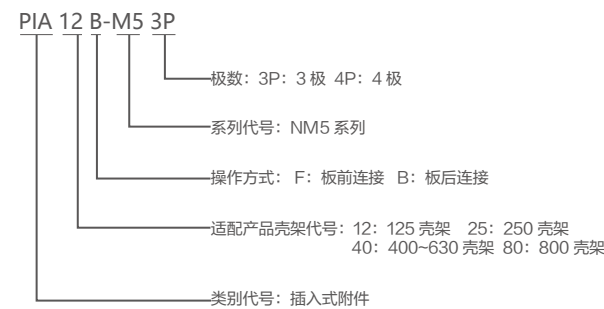 PIA 12 B-M5 3P
极数：3P：3 极 4P：4 极
系列代号：NM5 系列
操作方式： F：板前连接 B：板后连接
适配产品壳架代号：12：125 壳架 25：250 壳架
40：400~630 壳架 80：800 壳架
类别代号：插入式附件